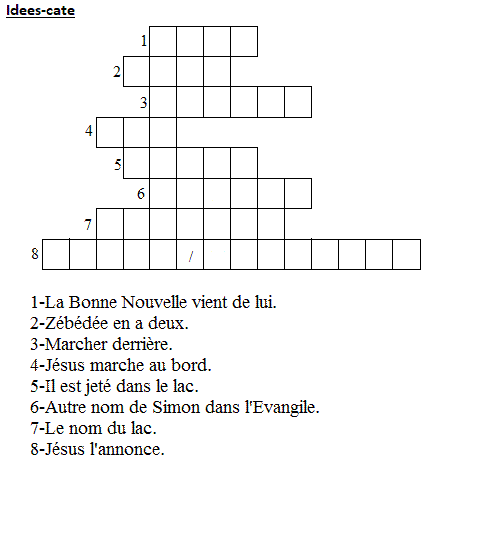 Idees-cate
1
2
3
4
5
6
7
8 /
1-La Bonne Nouvelle vient de lui.
2-Zébédée en a deux.
3-Marcher derrière.
4-Jésus marche au bord.
5-Il est jeté dans le lac.
6-Autre nom de Simon dans l'Evangile.
7-Le nom du lac.
8-Jésus l'annonce.